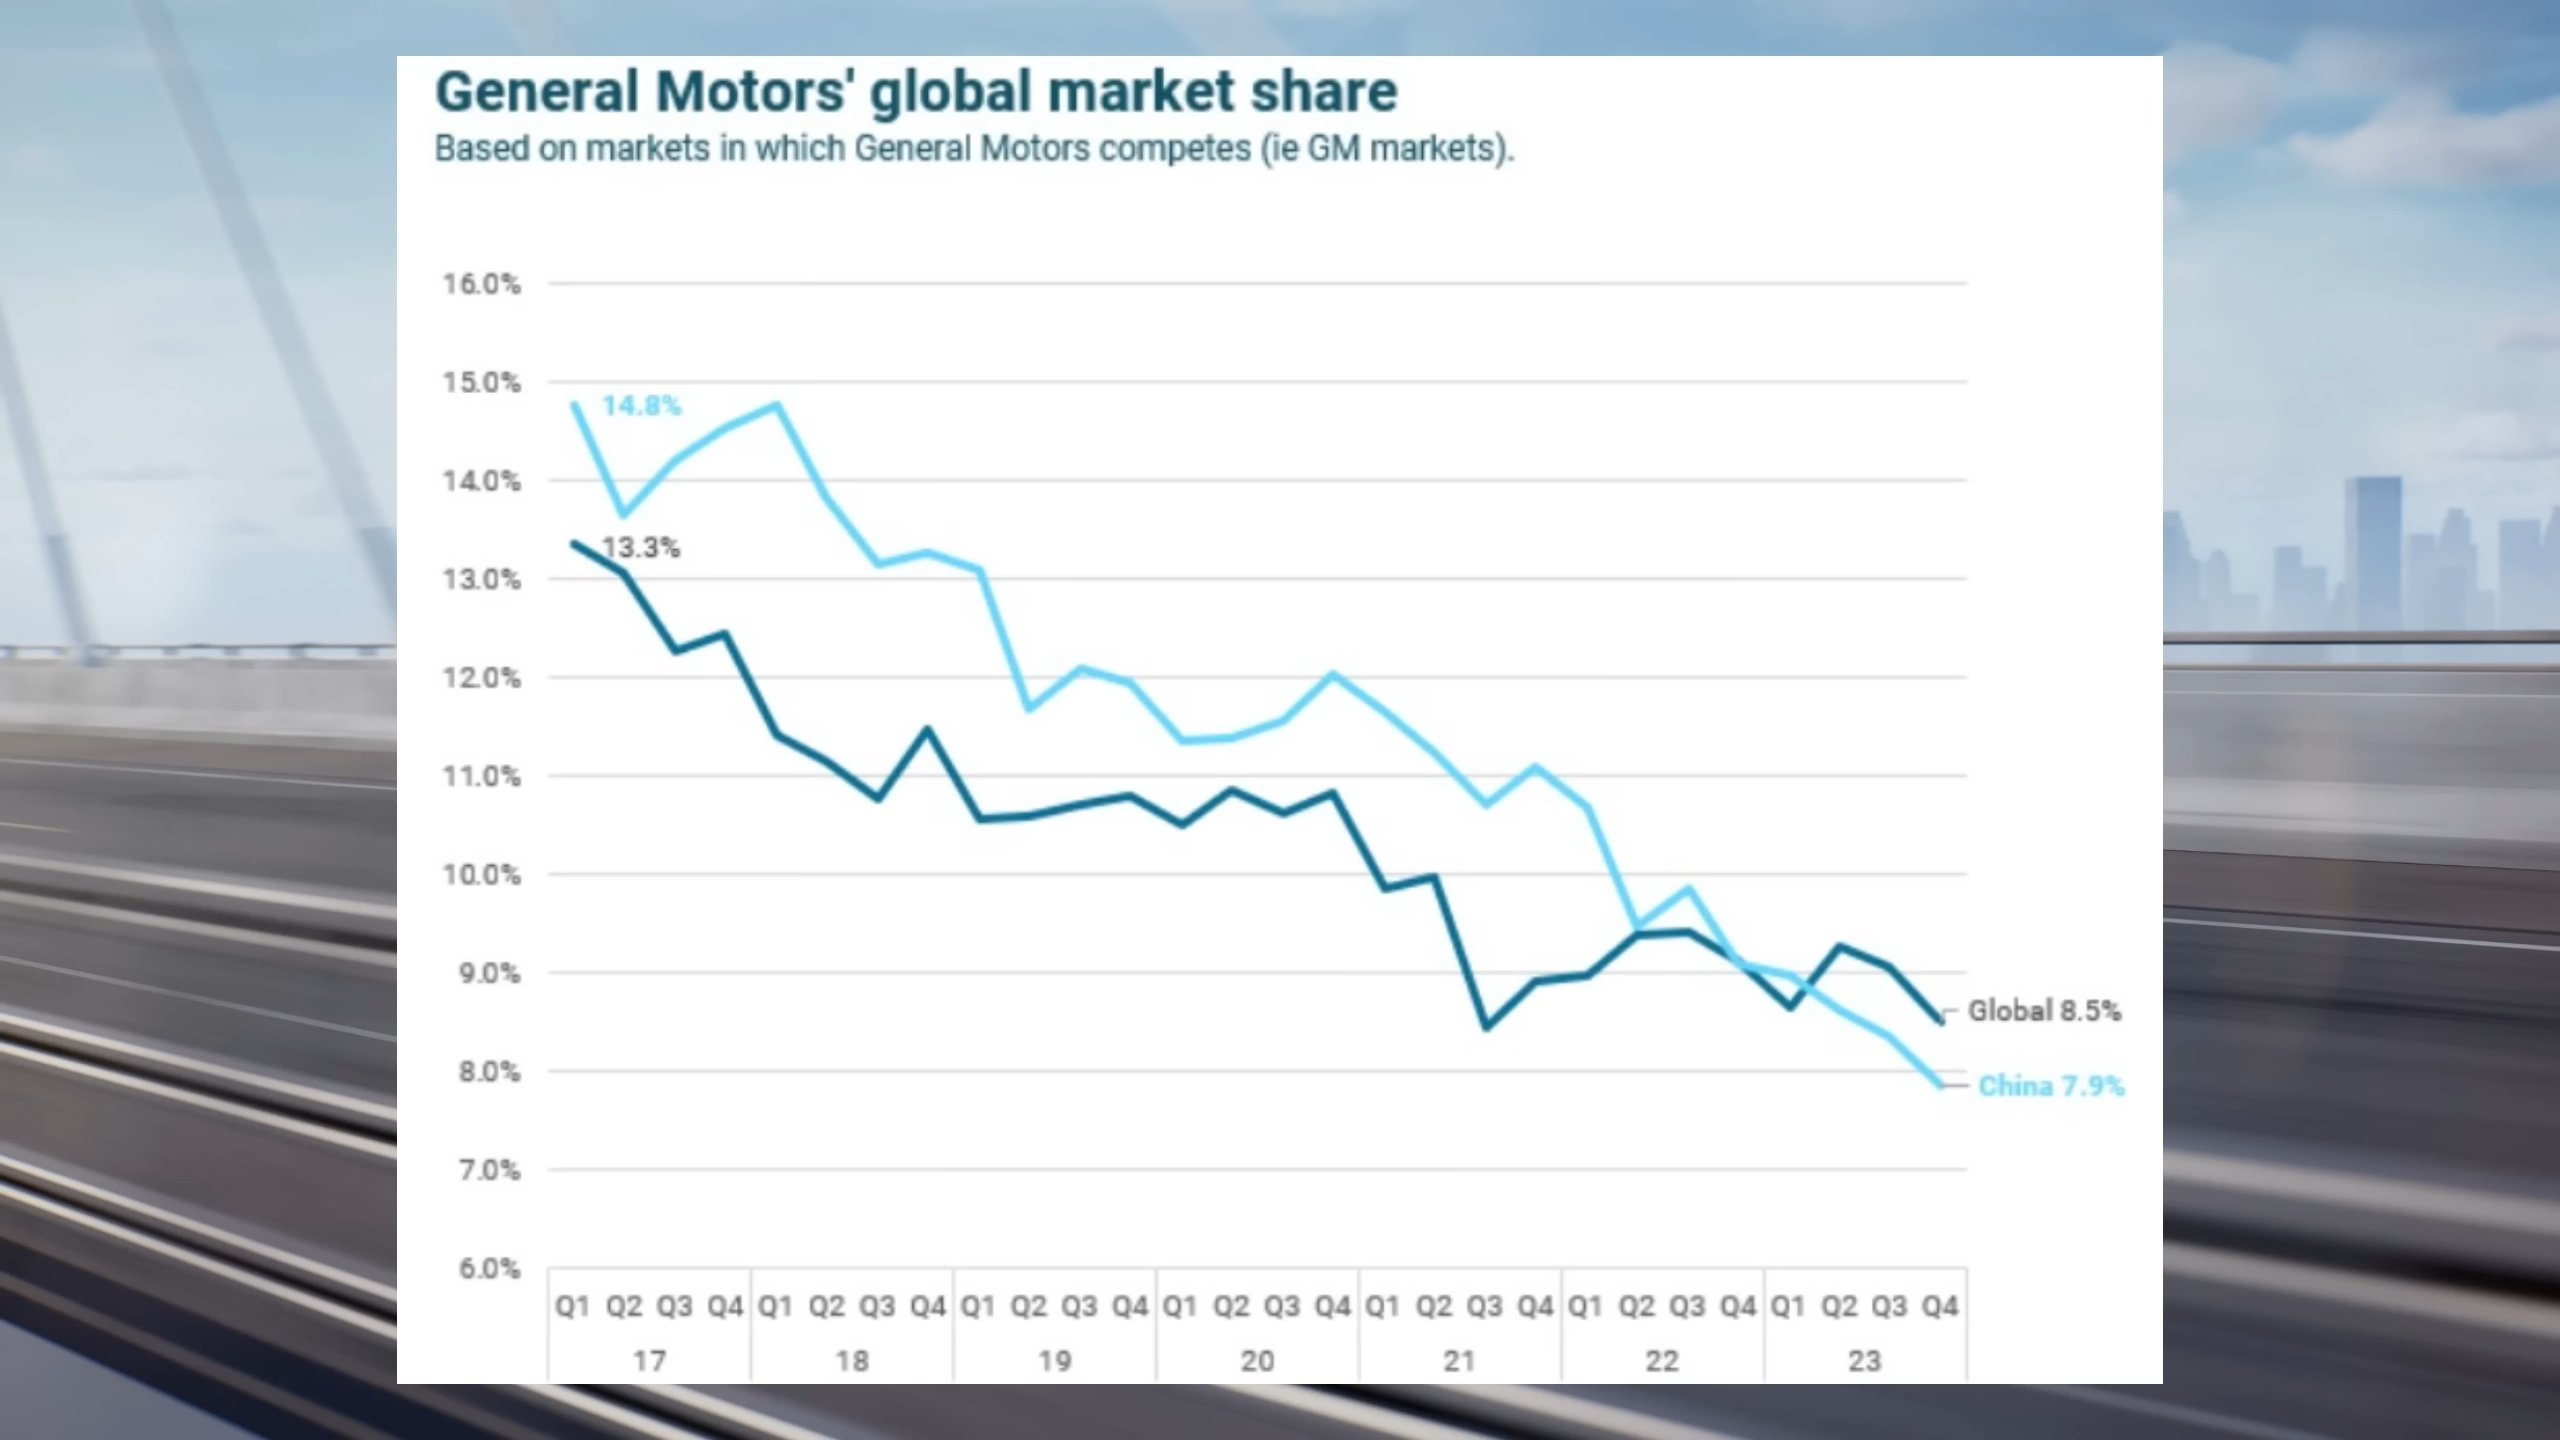 General Motors' global market share
Based on markets in which General Motors competes (ie GM markets).
16.0%
15.0%
14.8%
14.0%
13.3%
13.0%
12.0%
11.0%
10.0%
9.0%
Global 8.5%
8.0%
China 7.9%
7.0%
6.0%
Q1 Q2 Q3 Q4 Q1 Q2 Q3 Q4 Q1 Q2 Q3 Q4 Q1 Q2 Q3 Q4 Q1 Q2 Q3 Q4 Q1 Q2 Q3 Q4 Q1 Q2 Q3 Q4
17 18 19 20 21 22 23